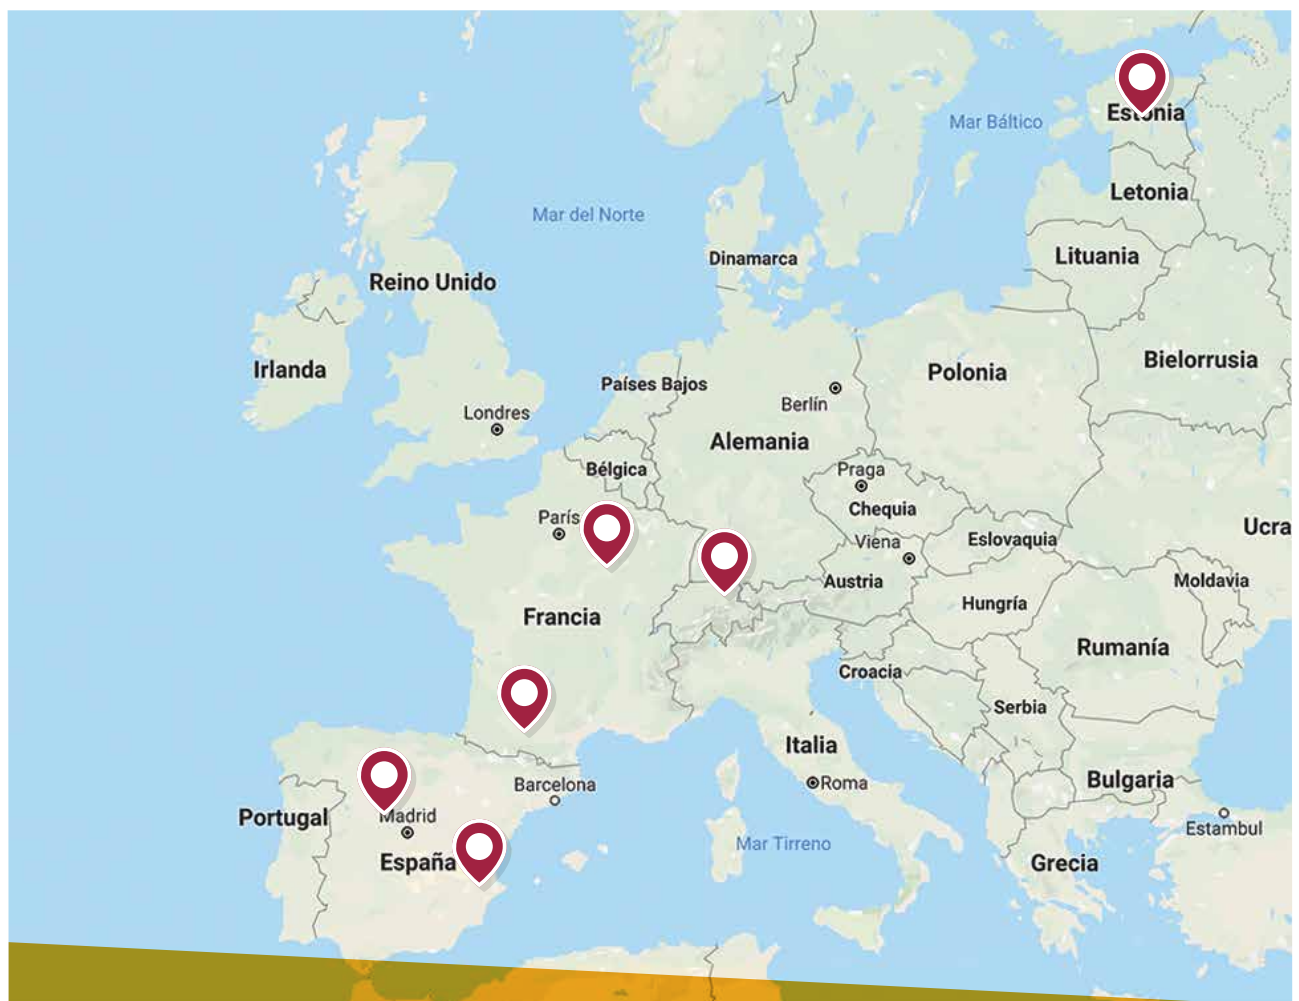 Estonia
Mar Báltico
Letonia
Mar del Norte
Dinamarca
Lituania
Reino Unido
Bielorrusia
Irlanda
Polonia
Países Bajos
Berlín
Londres
Alemania
Bélgica
Praga
Chequia
París
Ucra
Eslovaquia
Viena
Austria
Moldavia
Hungría
Francia
Rumanía
Croacia
Serbia
Italia
Bulgaria
Roma
Barcelona
Portugal
Madrid
Estambul
Mar Tirreno
España
Grecia